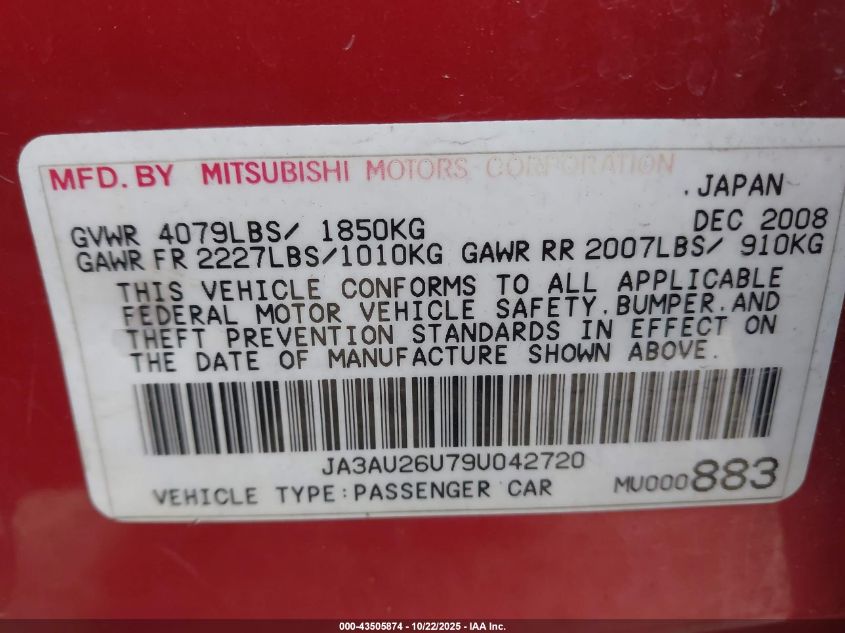 MFD. BY MITSUBISHI MOTORS CORPORATION
.JAPAN
GVWR 4079LBS/ 1850KG DEC 2008
GAWR FR 2227LBS/1010KG GAWR RR 2007LBS/ 910KG
THIS VEHICLE CONFORMS TO ALL APPLICABLE
FEDERAL MOTOR VEHICLE SAFETY,BUMPER,AND
THEFT PREVENTION STANDARDS IN EFFECT ON
THE DATE OF MANUFACTURE SHOWN ABOVE.
JA3AU26U79U042720
VEHICLE TYPE:PASSENGER CAR MU000883
000-43505874 - 10/22/2025 - IAA Inc.